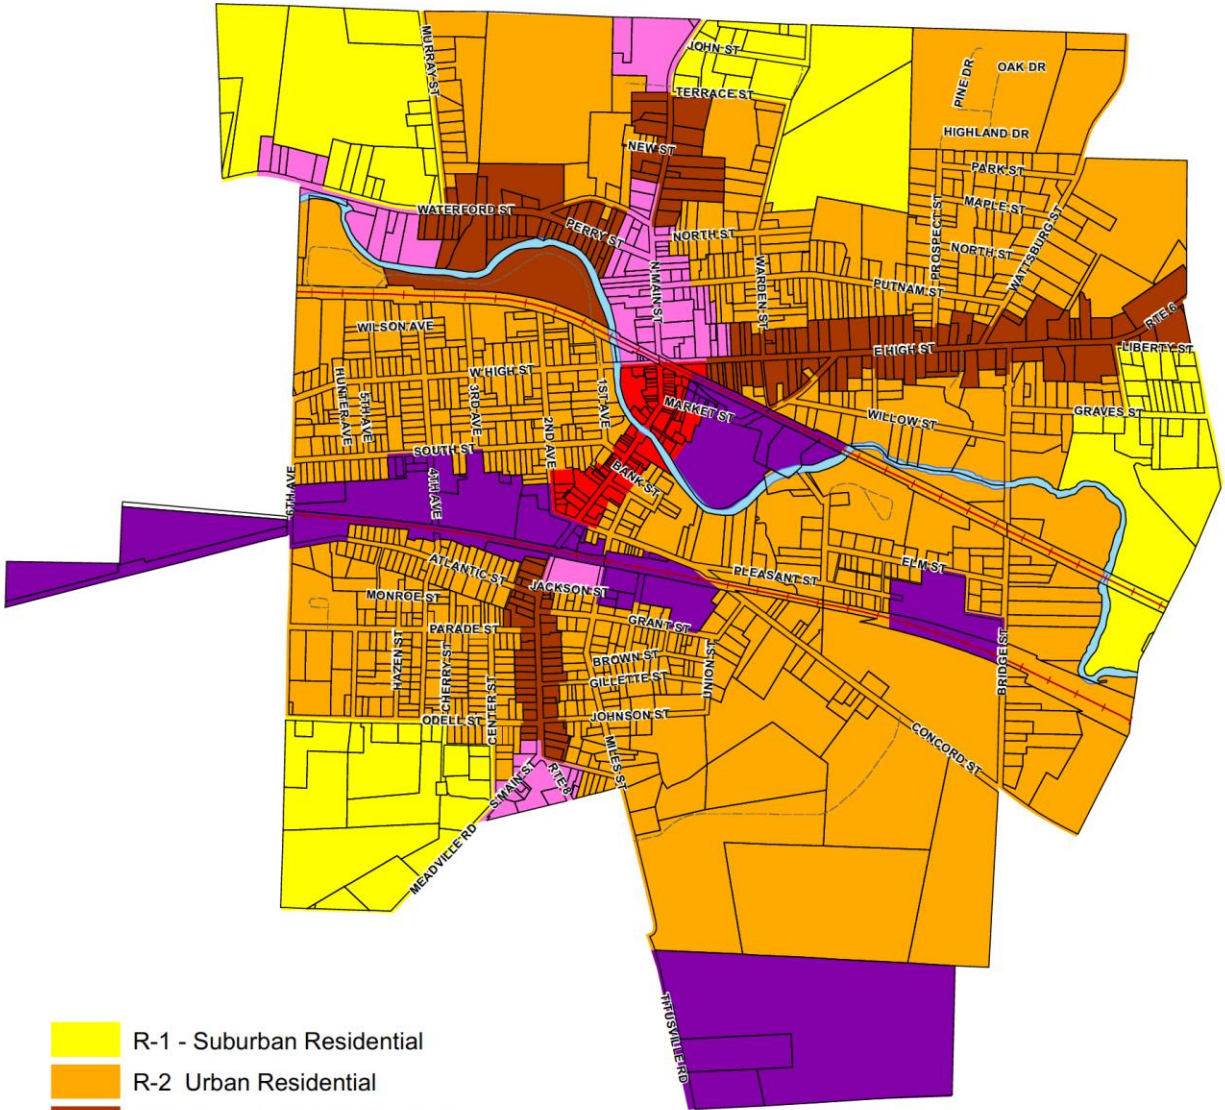 MURRAY ST
JOHN ST
TERRACE ST
PINE DR
OAK DR
HIGHLAND DR
NEW ST
PARK ST
WATERFORD ST
PERRY ST
NORTH ST
PROSPECT ST
MAPLE ST
NORTH ST
WATTSBURG ST
N MAIN ST
WARDEN ST
PUTNAM ST
RTE 6
WILSON AVE
E HIGH ST
LIBERTY ST
W HIGH ST
HUNTER AVE
5TH AVE
3RD AVE
2ND AVE
1ST AVE
MARKET ST
WILLOW ST
GRAVES ST
SOUTH ST
6TH AVE
4TH AVE
BANK ST
ATLANTIC ST
JACKSON ST
PLEASANT ST
ELM ST
MONROE ST
PARADE ST
GRANT ST
HAZEN ST
CHERRY ST
CENTER ST
BROWN ST
GILLETTE ST
UNION ST
BRIDGE ST
ODELL ST
JOHNSON ST
MILES ST
CONCORD ST
S MAIN ST
RTE 8
MEADVILLE RD
TITUSVILLE RD
R-1 - Suburban Residential
R-2 Urban Residential